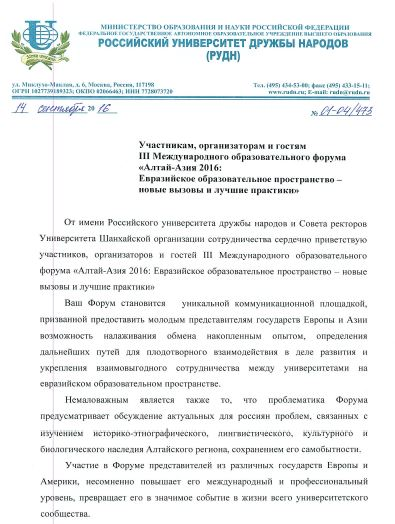 МИНИСТЕРСТВО ОБРАЗОВАНИЯ И НАУКИ РОССИЙСКОЙ ФЕДЕРАЦИИ
ФЕДЕРАЛЬНОЕ ГОСУДАРСТВЕННОЕ АВТОНОМНОЕ ОБРАЗОВАТЕЛЬНОЕ УЧРЕЖДЕНИЕ ВЫСШЕГО ОБРАЗОВАНИЯ
РОССИЙСКИЙ УНИВЕРСИТЕТ ДРУЖБЫ НАРОДОВ
(РУДН)
ул. Миклухо-Маклая, д. 6, Москва, Россия, 117198
ОГРН 1027739189323; ОКПО 02066463; ИНН 7728073720
Тел. (495) 434-53-00; факс (495) 433-15-11;
www.rudn.ru; E-mail: rudn@rudn.ru
14 сентября 2016
№ 01-04/473
Участникам, организаторам и гостям
III Международного образовательного форума
«Алтай-Азия 2016:
Евразийское образовательное пространство –
новые вызовы и лучшие практики»
От имени Российского университета дружбы народов и Совета ректоров
Университета Шанхайской организации сотрудничества сердечно приветствую
участников, организаторов и гостей III Международного образовательного
форума «Алтай-Азия 2016: Евразийское образовательное пространство – новые
вызовы и лучшие практики»
Ваш Форум становится уникальной коммуникационной площадкой,
призванной предоставить молодым представителям государств Европы и Азии
возможность налаживания обмена накопленным опытом, определения
дальнейших путей для плодотворного взаимодействия в деле развития и
укрепления взаимовыгодного сотрудничества между университетами на
евразийском образовательном пространстве.
Немаловажным является также то, что проблематика Форума
предусматривает обсуждение актуальных для россиян проблем, связанных с
изучением историко-этнографического, лингвистического, культурного и
биологического наследия Алтайского региона, сохранением его самобытности.
Участие в Форуме представителей из различных государств Европы и
Америки, несомненно повышает его международный и профессиональный
уровень, превращает его в значимое событие в жизни всего университетского
сообщества.